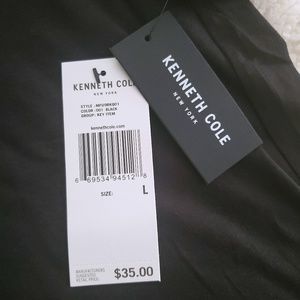 KENNETH COLE
NEW YORK
STYLE: MFU9RK001
COLOR: 001 BLACK
GROUP: KEY ITEM
kennethcole.com
6 69534 94512 8
SIZE: L
MANUFACTURERS
SUGGESTED
RETAIL PRICE:
$35.00
KENNETH COLE
NEW YORK